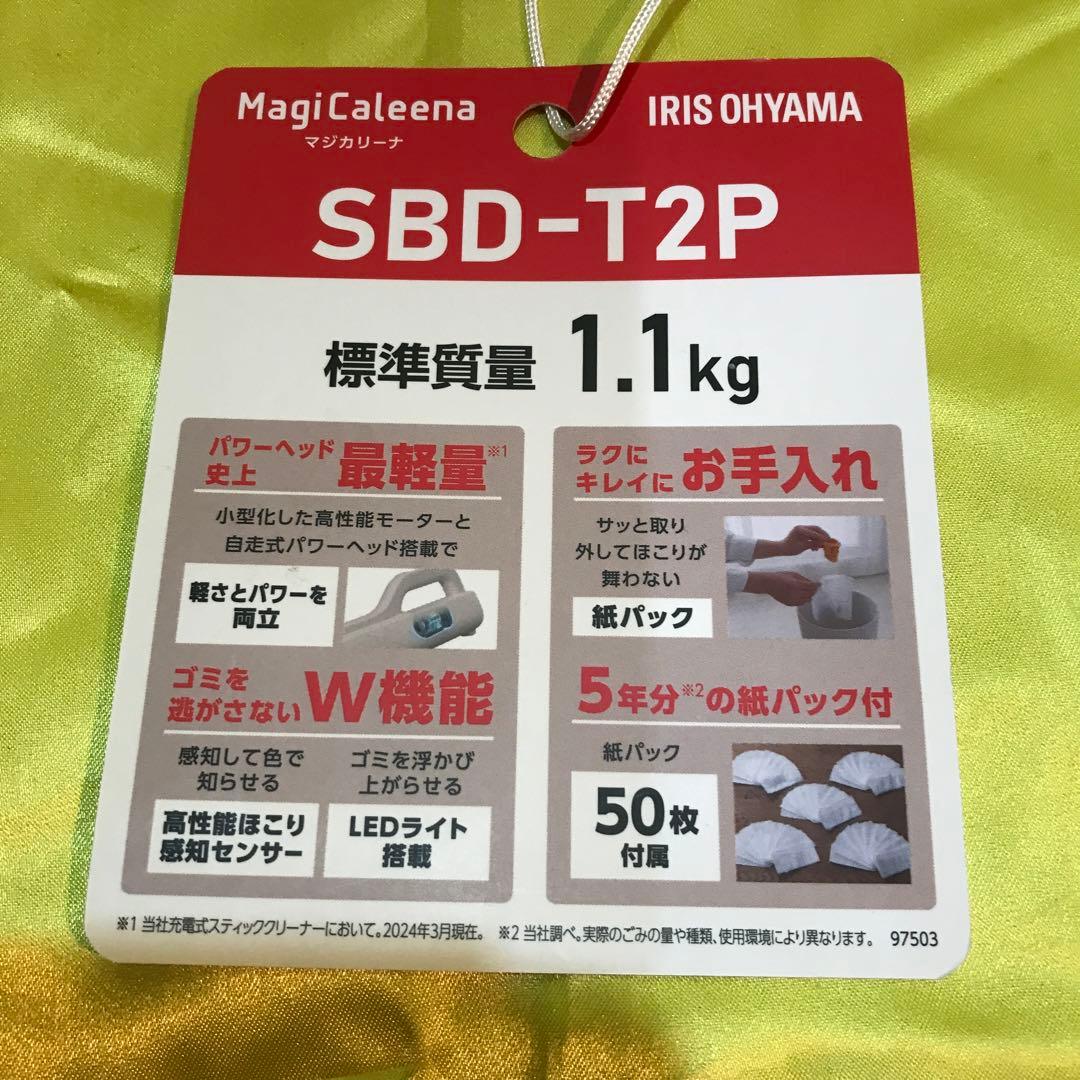 MagiCaleena
マジカリーナ
IRIS OHYAMA
SBD-T2P
標準質量 1.1kg
パワーヘッド
史上 最軽量※1
小型化した高性能モーターと
自走式パワーヘッド搭載で
軽さとパワーを
両立
ゴミを
逃がさない W機能
感知して色で
知らせる
高性能ほこり
感知センサー
ゴミを浮かび
上がらせる
LEDライト
搭載
ラクに
キレイに お手入れ
サッと取り
外してほこりが
舞わない
紙パック
5年分※2の紙パック付
紙パック
50枚
付属
※1 当社充電式スティッククリーナーにおいて。2024年3月現在。 ※2 当社調べ。実際のごみの量や種類、使用環境により異なります。 97503